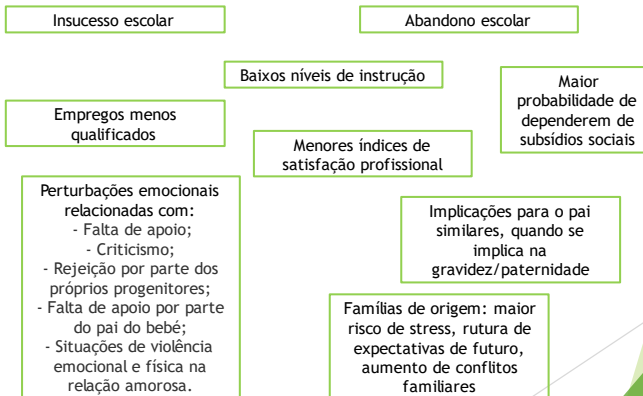 Insucesso escolar
Abandono escolar
Baixos níveis de instrução
Maior
probabilidade de
dependerem de
subsídios sociais
Empregos menos
qualificados
Menores índices de
satisfação profissional
Perturbações emocionais
relacionadas com:
- Falta de apoio;
- Criticismo;
- Rejeição por parte dos
próprios progenitores;
- Falta de apoio por parte
do pai do bebé;
- Situações de violência
emocional e física na
relação amorosa.
Implicações para o pai
similares, quando se
implica na
gravidez/paternidade
Famílias de origem: maior
risco de stress, rutura de
expectativas de futuro,
aumento de conflitos
familiares